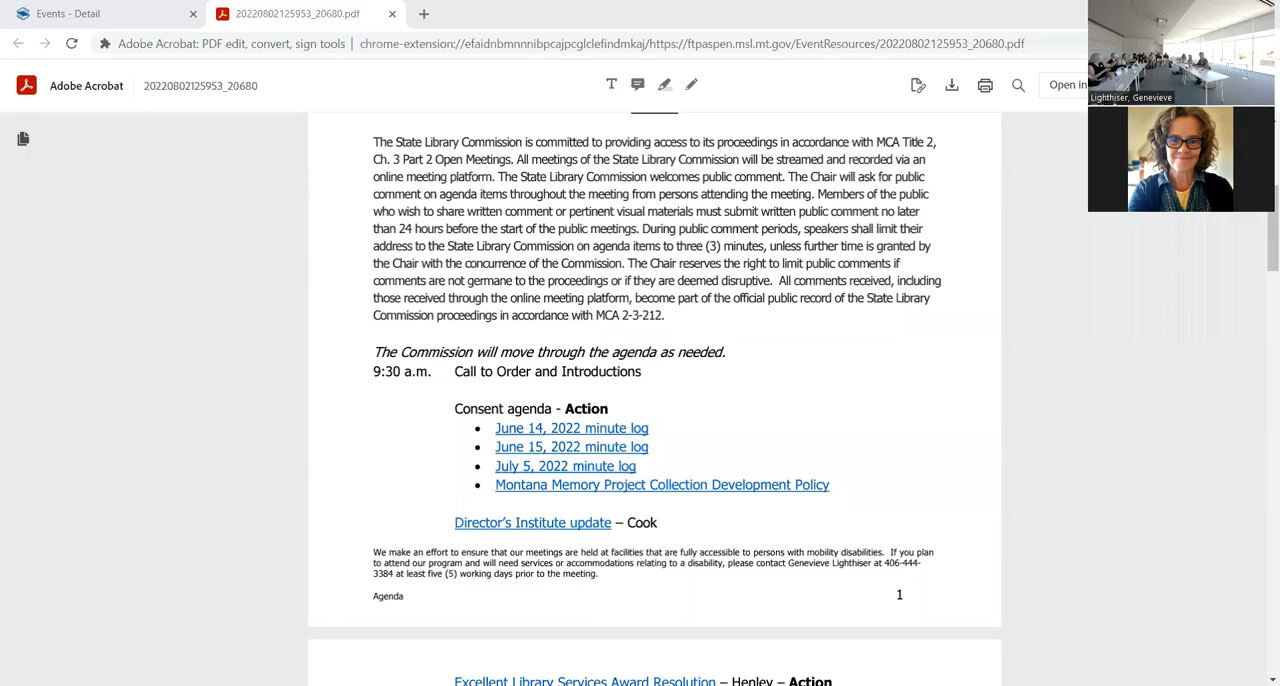 Events - Detail
20220802125953_20680.pdf
Adobe Acrobat: PDF edit, convert, sign tools | chrome-extension://efaidnbmnnnibpcajpcglclefindmkaj/https://ftpaspen.msl.mt.gov/EventResources/20220802125953_20680.pdf
Adobe Acrobat
20220802125953_20680
Open in
Lighthiser, Genevieve
The State Library Commission is committed to providing access to its proceedings in accordance with MCA Title 2,
Ch. 3 Part 2 Open Meetings. All meetings of the State Library Commission will be streamed and recorded via an
online meeting platform. The State Library Commission welcomes public comment. The Chair will ask for public
comment on agenda items throughout the meeting from persons attending the meeting. Members of the public
who wish to share written comment or pertinent visual materials must submit written public comment no later
than 24 hours before the start of the public meetings. During public comment periods, speakers shall limit their
address to the State Library Commission on agenda items to three (3) minutes, unless further time is granted by
the Chair with the concurrence of the Commission. The Chair reserves the right to limit public comments if
comments are not germane to the proceedings or if they are deemed disruptive. All comments received, including
those received through the online meeting platform, become part of the official public record of the State Library
Commission proceedings in accordance with MCA 2-3-212.
The Commission will move through the agenda as needed.
9:30 a.m. Call to Order and Introductions
Consent agenda - Action
• June 14, 2022 minute log
• June 15, 2022 minute log
• July 5, 2022 minute log
• Montana Memory Project Collection Development Policy
Director's Institute update – Cook
We make an effort to ensure that our meetings are held at facilities that are fully accessible to persons with mobility disabilities. If you plan
to attend our program and will need services or accommodations relating to a disability, please contact Genevieve Lighthiser at 406-444-
3384 at least five (5) working days prior to the meeting.
Agenda 1
Excellent Library Services Award Resolution – Henley – Action